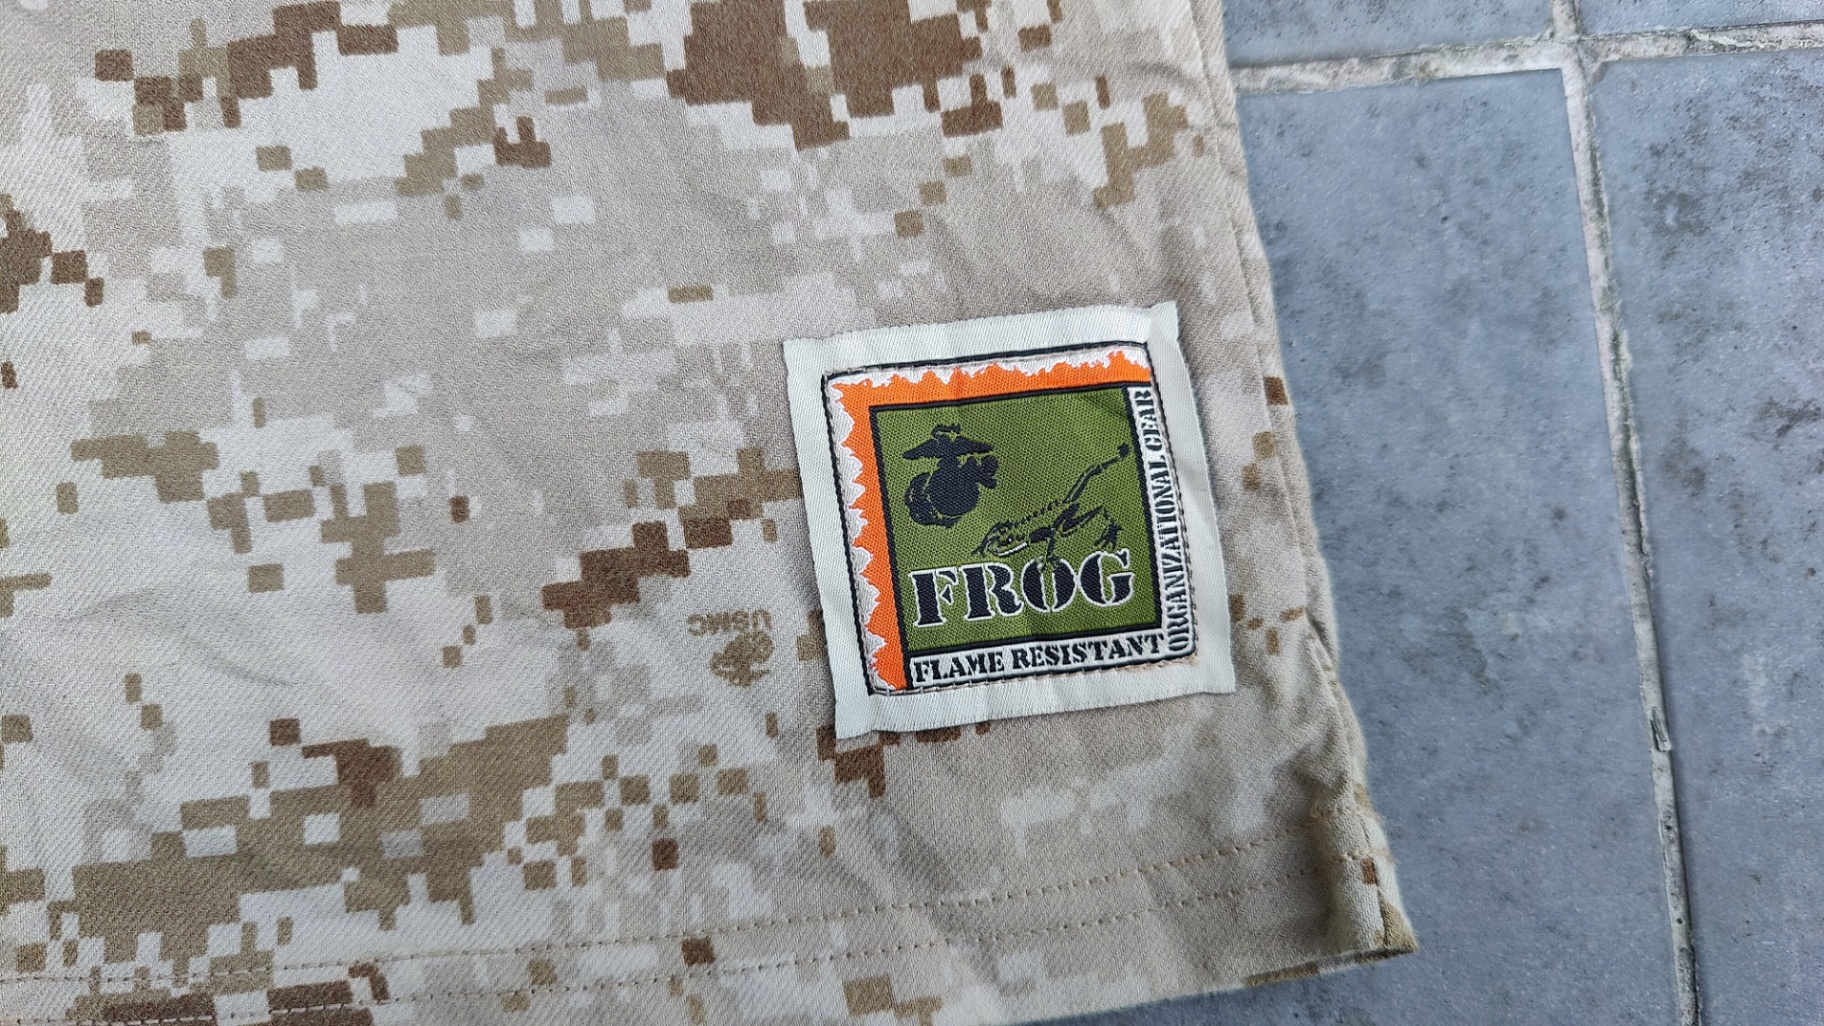 FROG
FLAME RESISTANT
ORGANIZATIONAL GEAR
USMC